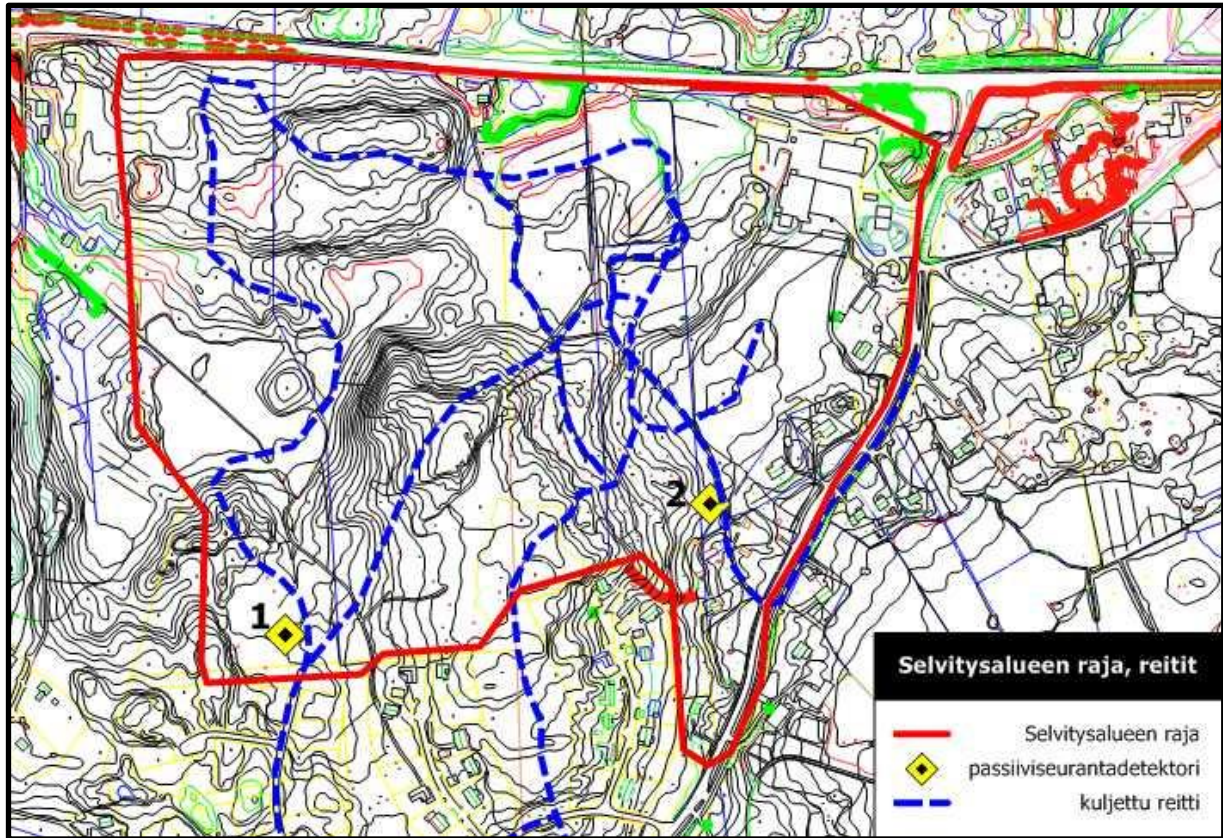 2
1
Selvitysalueen raja, reitit
Selvitysalueen raja
passiiviseurantadetektori
kuljettu reitti